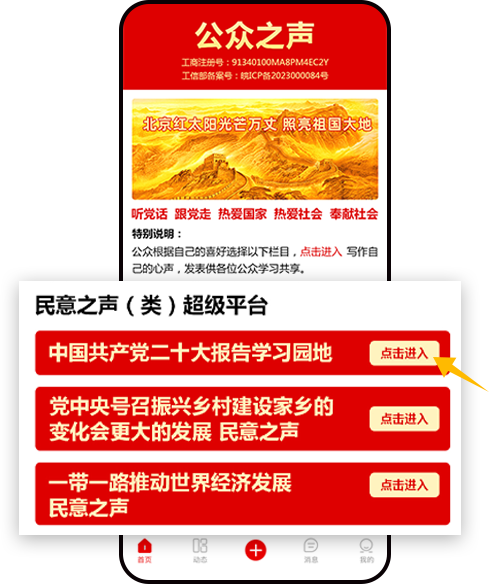 公众之声
工商注册号：91340100MA8PM4EC2Y
工信部备案号：皖ICP备2023000084号
北京红太阳光芒万丈 照亮祖国大地
听党话 跟党走 热爱国家 热爱社会 奉献社会
特别说明：
公众根据自己的喜好选择以下栏目，点击进入 写作自
己的心声，发表供各位公众学习共享。
民意之声（类）超级平台
中国共产党二十大报告学习园地 点击进入
党中央号召振兴乡村建设家乡的
变化会更大的发展 民意之声 点击进入
一带一路推动世界经济发展
民意之声 点击进入
首页 动态 消息 我的